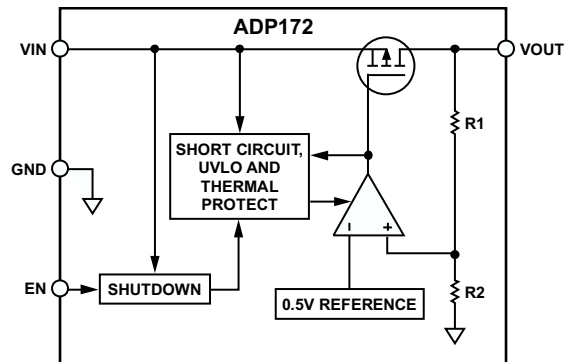 ADP172
VIN
VOUT
R1
SHORT CIRCUIT,
UVLO AND
THERMAL
PROTECT
GND
– +
EN
SHUTDOWN
0.5V REFERENCE
R2